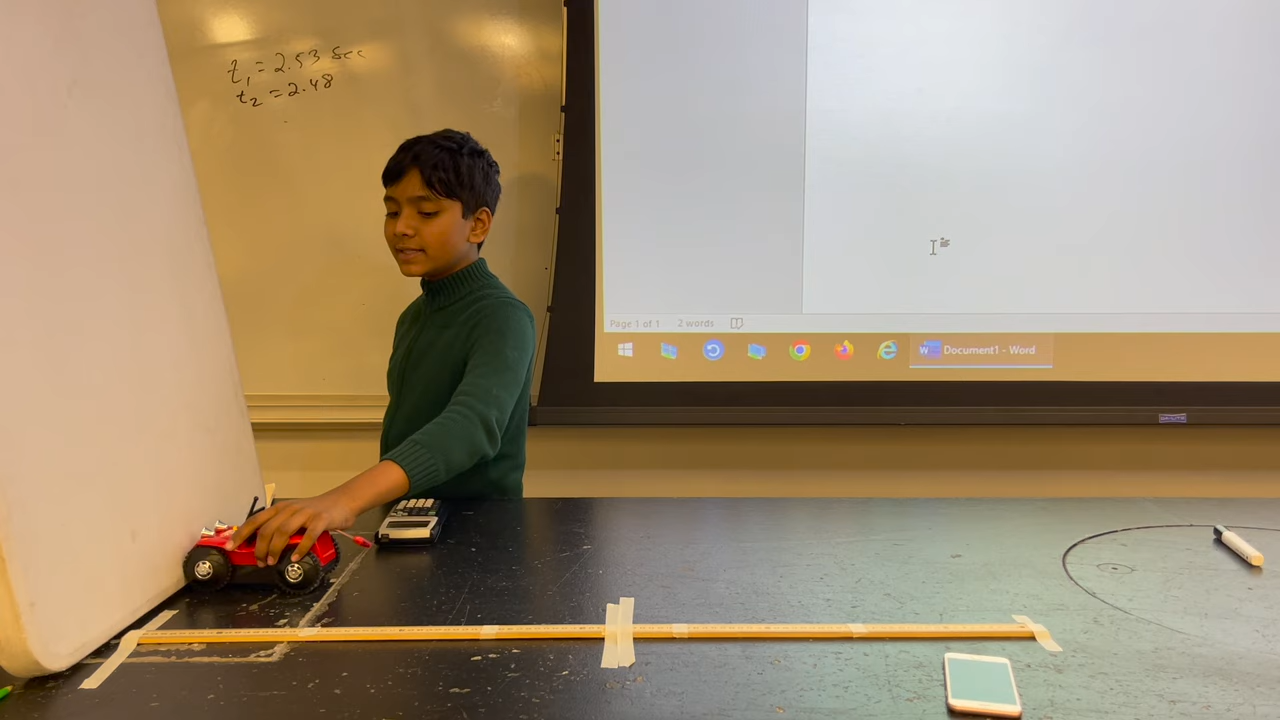 t₁ = 2.53 sec
t₂ = 2.48
Page 1 of 1 2 words
Document1 - Word